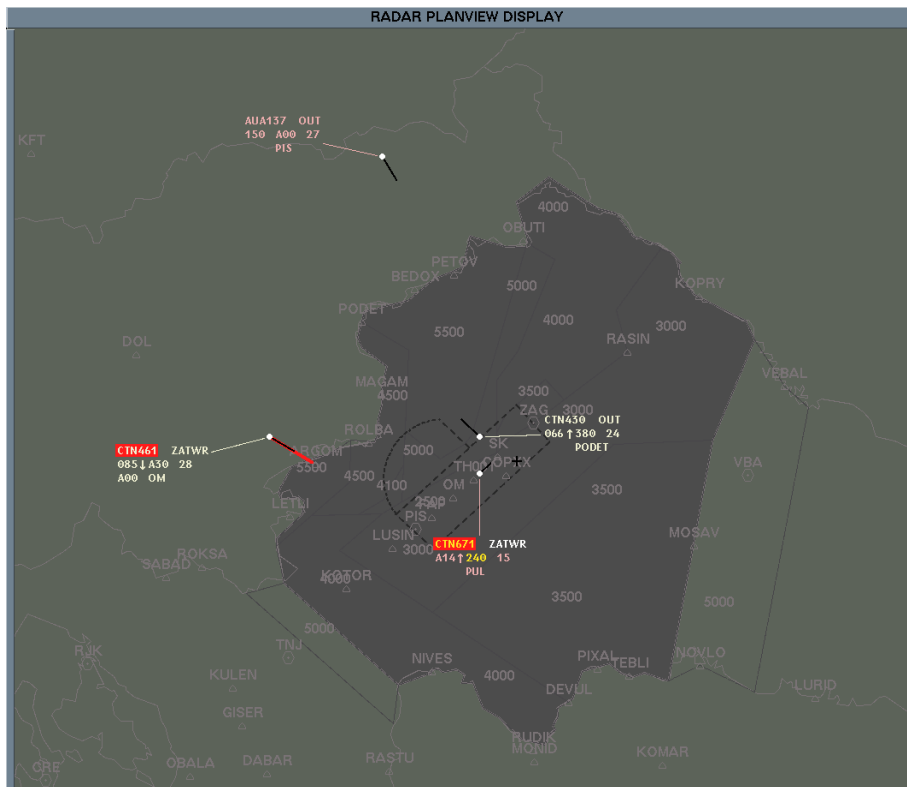 RADAR PLANVIEW DISPLAY
AUA137 OUT
150 A00 27
PIS
KFT
4000
OBUTI
PETOV
BEDOX
5000
KOPRY
PODET
4000
3000
5500
RASIN
DOL
VEBAL
MAGAM
4500
3500
ZAG
3000
CTN430 OUT
066↑380 24
PODET
ROLBA
CTN461 ZATWR
085↓A30 28
A00 OM
ARGOM
5500
5000
SK
4500
4100
OM
3500
VBA
LETLI
2500
PIS
LUSIN
3000
MOSAV
CTN671 ZATWR
A14↑240 15
PUL
ROKSA
SABAD
KOTOR
4000
3500
5000
5000
TNJ
RJK
NIVES
PIXAL
TEBLI
NOVLO
KULEN
4000
DEVUL
LURID
GISER
RUDIK
MONID
KOMAR
CRE
OBALA
DABAR
RASTU